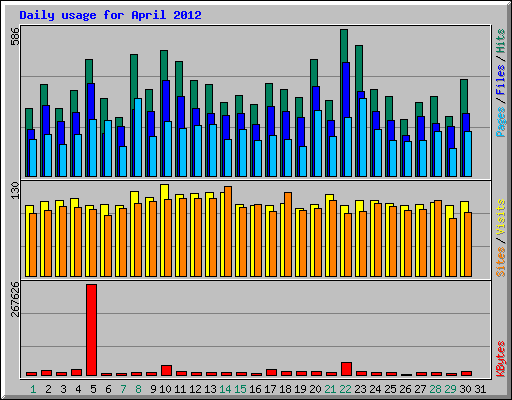 Daily usage for April 2012
586
Pages / Files / Hits
130
Sites / Visits
267626
KBytes
1 2 3 4 5 6 7 8 9 10 11 12 13 14 15 16 17 18 19 20 21 22 23 24 25 26 27 28 29 30 31